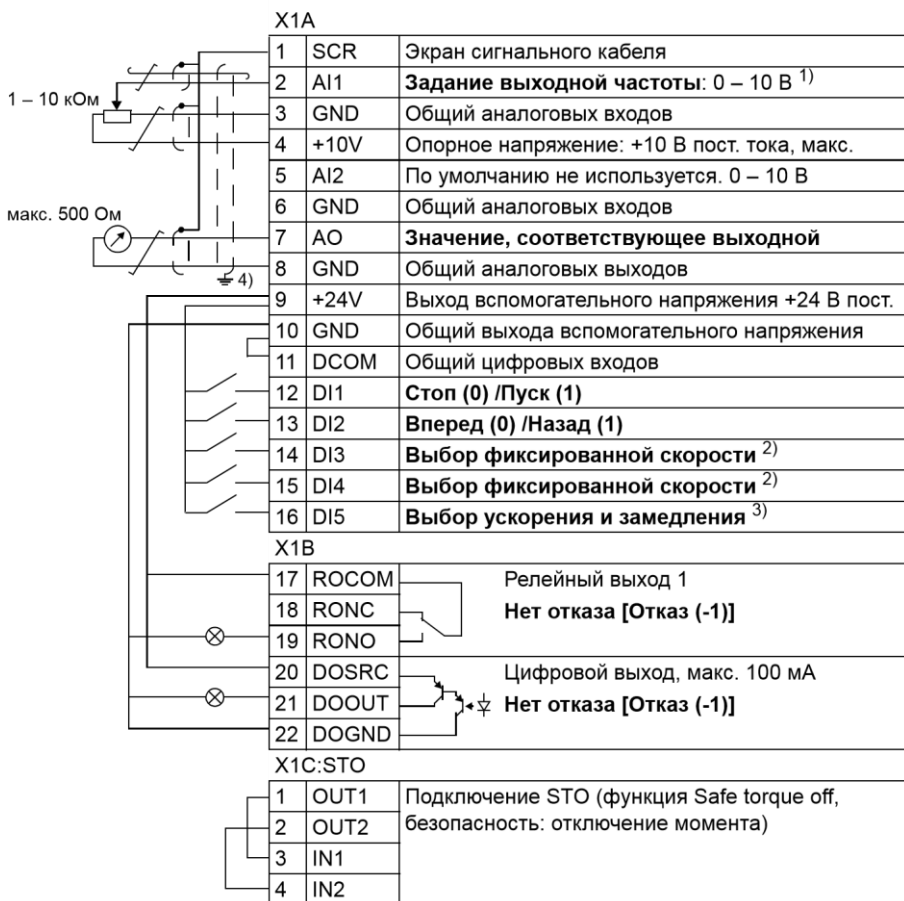 X1A
1 SCR Экран сигнального кабеля
2 AI1 Задание выходной частоты: 0 – 10 В 1)
1 – 10 кОм
3 GND Общий аналоговых входов
4 +10V Опорное напряжение: +10 В пост. тока, макс.
5 AI2 По умолчанию не используется. 0 – 10 В
6 GND Общий аналоговых входов
макс. 500 Ом
7 AO Значение, соответствующее выходной
8 GND Общий аналоговых выходов
4)
9 +24V Выход вспомогательного напряжения +24 В пост.
10 GND Общий выхода вспомогательного напряжения
11 DCOM Общий цифровых входов
12 DI1 Стоп (0) /Пуск (1)
13 DI2 Вперед (0) /Назад (1)
14 DI3 Выбор фиксированной скорости 2)
15 DI4 Выбор фиксированной скорости 2)
16 DI5 Выбор ускорения и замедления 3)
X1B
17 ROCOM Релейный выход 1
18 RONC Нет отказа [Отказ (-1)]
19 RONO
20 DOSRC Цифровой выход, макс. 100 мА
21 DOOUT Нет отказа [Отказ (-1)]
22 DOGND
X1C:STO
1 OUT1 Подключение STO (функция Safe torque off,
2 OUT2 безопасность: отключение момента)
3 IN1
4 IN2